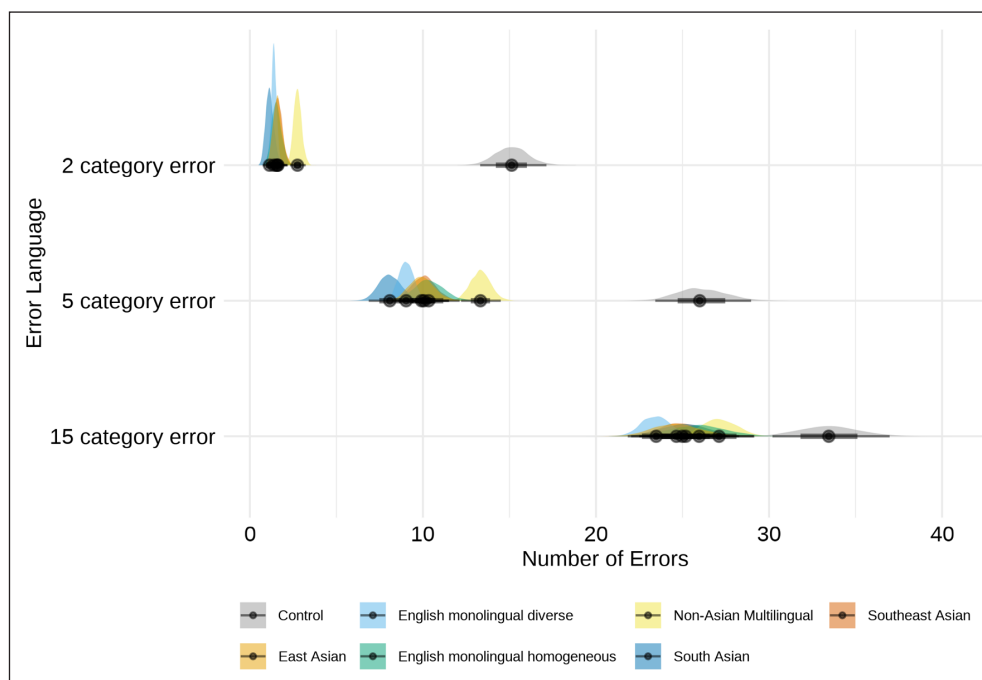 2 category error
5 category error
15 category error
Error Language
0 10 20 30 40
Number of Errors
Control English monolingual diverse Non-Asian Multilingual Southeast Asian
East Asian English monolingual homogeneous South Asian